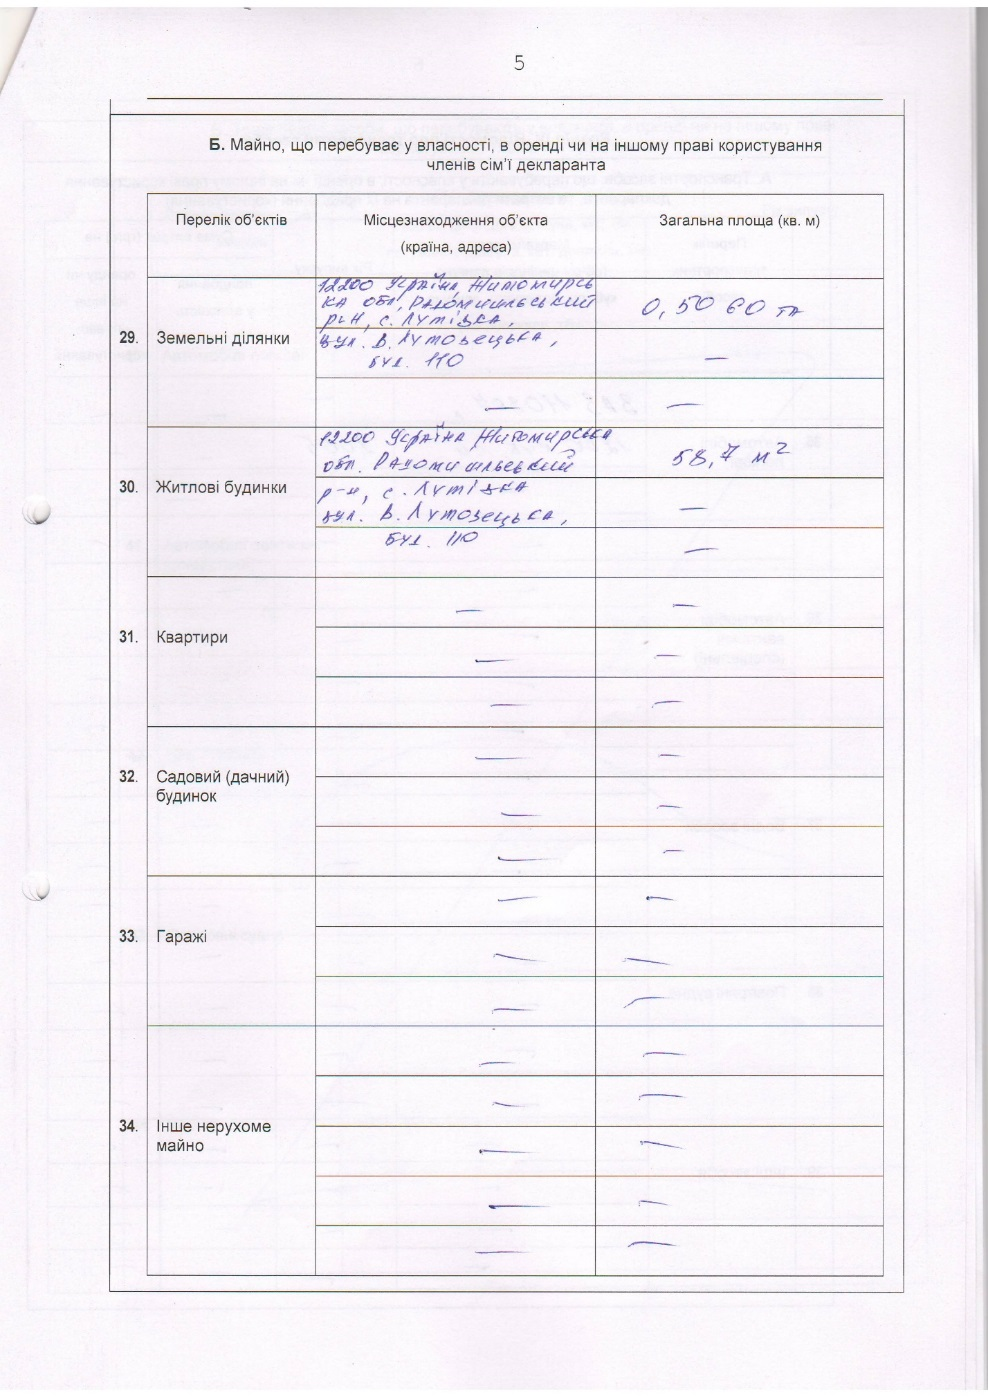 5
Б. Майно, що перебуває у власності, в оренді чи на іншому праві користування
членів сім’ї декларанта
Перелік об’єктів
Місцезнаходження об’єкта
(країна, адреса)
Загальна площа (кв. м)
29. Земельні ділянки
12200 Україна, Житомирсь
ка обл, Радомишльський
р-н, с. Лутівка,
вул. В. Лутовецька,
буд. 110
0,5060 га
—
— —
30. Житлові будинки
12200 Україна Житомирська
обл. Радомишльський
р-н, с. Лутівка
вул. В. Лутовецька,
буд. 110
58,7 м²
—
—
31. Квартири
— —
— —
— —
32. Садовий (дачний)
будинок
— —
— —
— —
33. Гаражі
— —
— —
— —
34. Інше нерухоме
майно
— —
— —
— —
— —
— —